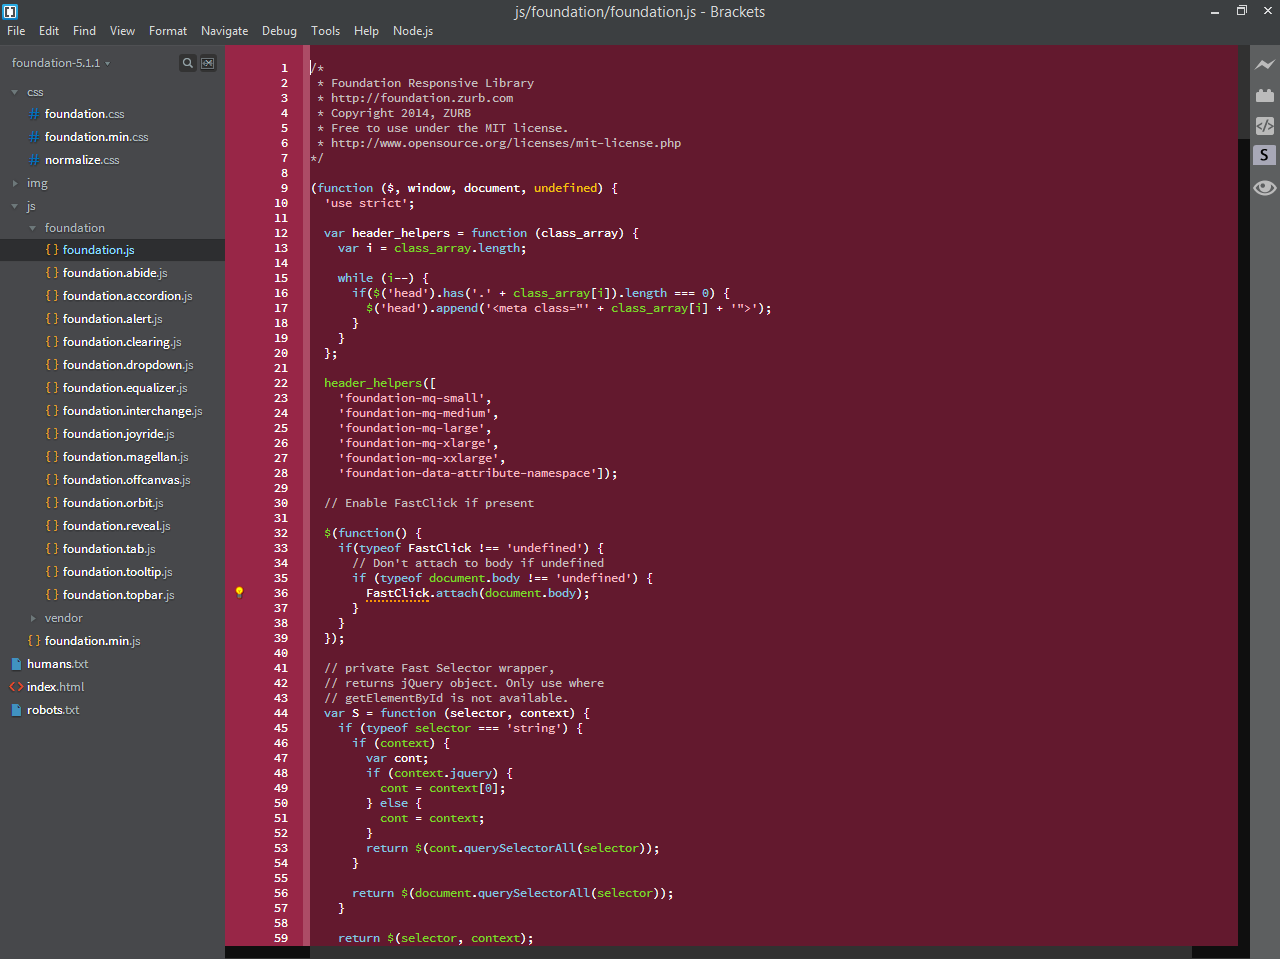 js/foundation/foundation.js - Brackets
File Edit Find View Format Navigate Debug Tools Help Node.js
foundation-5.1.1
css
# foundation.css
# foundation.min.css
# normalize.css
img
js
foundation
{} foundation.js
{} foundation.abide.js
{} foundation.accordion.js
{} foundation.alert.js
{} foundation.clearing.js
{} foundation.dropdown.js
{} foundation.equalizer.js
{} foundation.interchange.js
{} foundation.joyride.js
{} foundation.magellan.js
{} foundation.offcanvas.js
{} foundation.orbit.js
{} foundation.reveal.js
{} foundation.tab.js
{} foundation.tooltip.js
{} foundation.topbar.js
vendor
{} foundation.min.js
humans.txt
<> index.html
robots.txt
1 /*
2  * Foundation Responsive Library
3  * http://foundation.zurb.com
4  * Copyright 2014, ZURB
5  * Free to use under the MIT license.
6  * http://www.opensource.org/licenses/mit-license.php
7 */
8
9 (function ($, window, document, undefined) {
10   'use strict';
11
12   var header_helpers = function (class_array) {
13     var i = class_array.length;
14
15     while (i--) {
16       if($('head').has('.' + class_array[i]).length === 0) {
17         $('head').append('<meta class="' + class_array[i] + '">');
18       }
19     }
20   };
21
22   header_helpers([
23     'foundation-mq-small',
24     'foundation-mq-medium',
25     'foundation-mq-large',
26     'foundation-mq-xlarge',
27     'foundation-mq-xxlarge',
28     'foundation-data-attribute-namespace']);
29
30   // Enable FastClick if present
31
32   $(function() {
33     if(typeof FastClick !== 'undefined') {
34       // Don't attach to body if undefined
35       if (typeof document.body !== 'undefined') {
36         FastClick.attach(document.body);
37       }
38     }
39   });
40
41   // private Fast Selector wrapper,
42   // returns jQuery object. Only use where
43   // getElementById is not available.
44   var S = function (selector, context) {
45     if (typeof selector === 'string') {
46       if (context) {
47         var cont;
48         if (context.jquery) {
49           cont = context[0];
50         } else {
51           cont = context;
52         }
53         return $(cont.querySelectorAll(selector));
54       }
55
56       return $(document.querySelectorAll(selector));
57     }
58
59     return $(selector, context);
</>
S